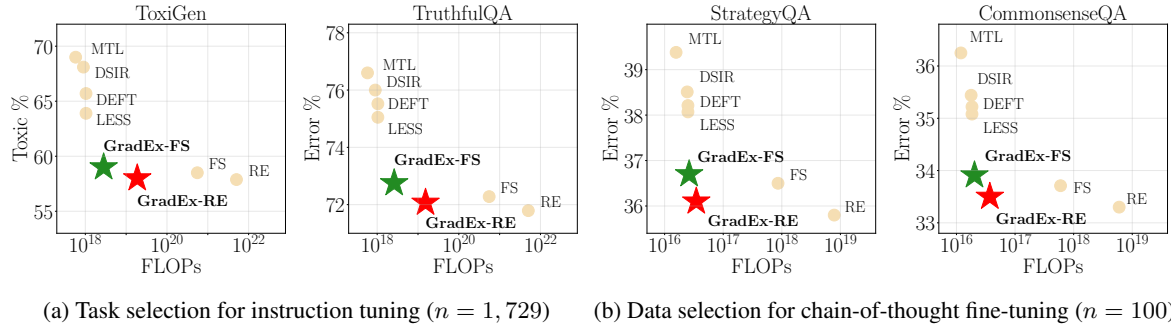 ToxiGen
70
65
60
55
Toxic %
MTL
DSIR
DEFT
LESS
GradEx-FS
FS
RE
GradEx-RE
10^18 10^20 10^22
FLOPs
TruthfulQA
78
76
74
72
Error %
MTL
DSIR
DEFT
LESS
GradEx-FS
FS
RE
GradEx-RE
10^18 10^20 10^22
FLOPs
StrategyQA
39
38
37
36
Error %
MTL
DSIR
DEFT
LESS
GradEx-FS
FS
RE
GradEx-RE
10^16 10^17 10^18 10^19
FLOPs
CommonsenseQA
36
35
34
33
Error %
MTL
DSIR
DEFT
LESS
GradEx-FS
FS
RE
GradEx-RE
10^16 10^17 10^18 10^19
FLOPs
(a) Task selection for instruction tuning (n = 1, 729)
(b) Data selection for chain-of-thought fine-tuning (n = 100)